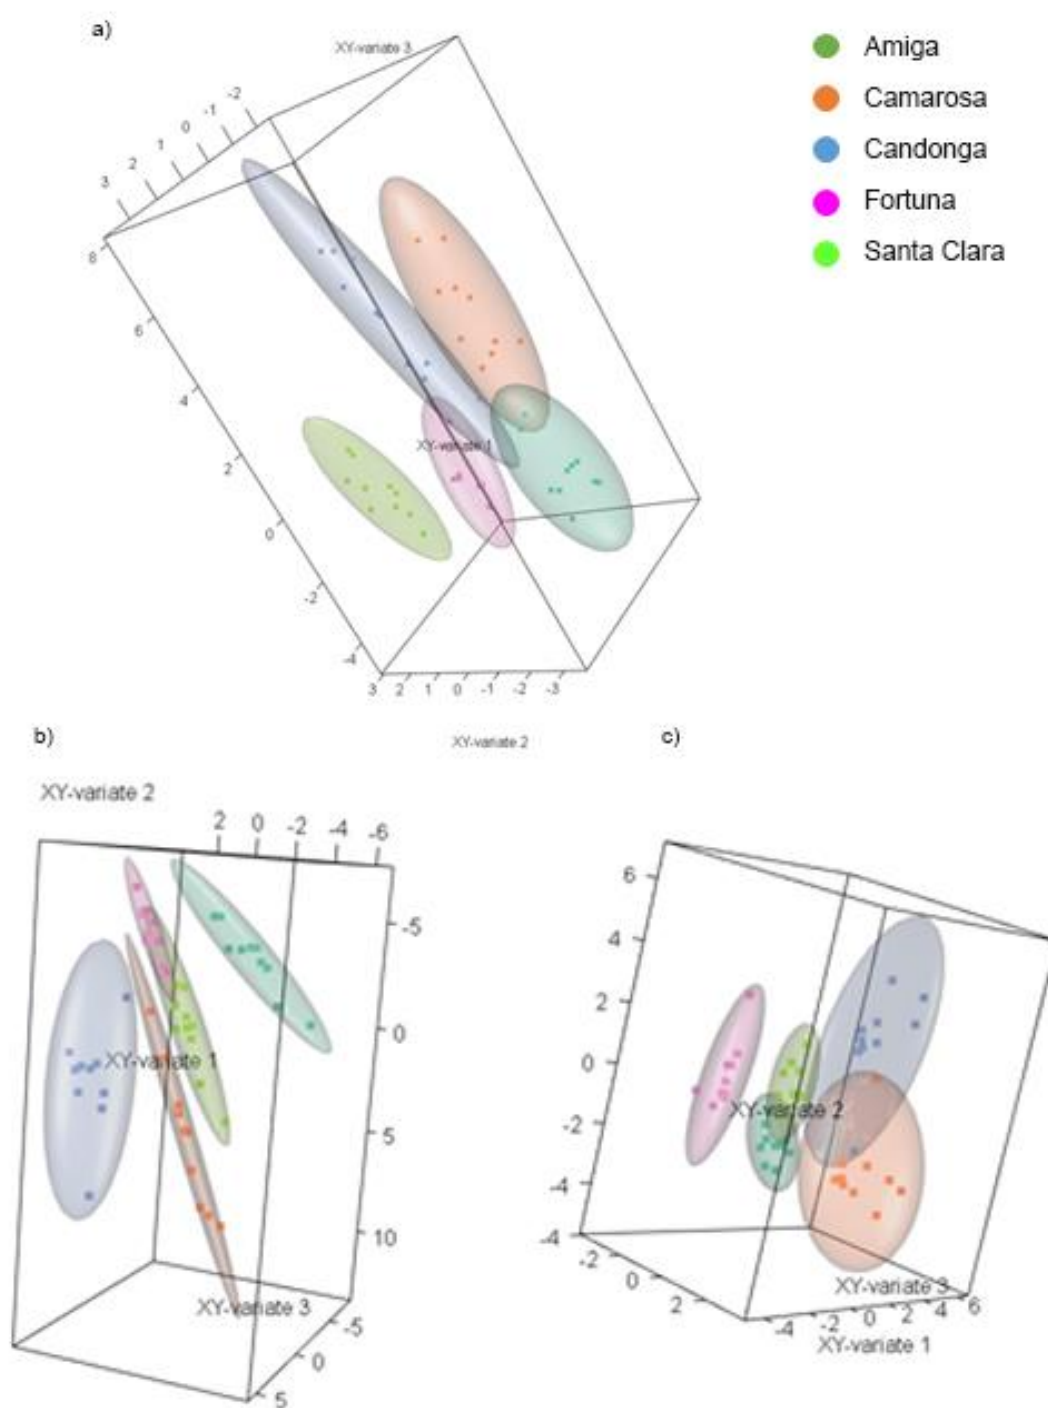 a)
XY-variate 3
Amiga
Camarosa
Candonga
Fortuna
Santa Clara
3 2 1 0 -1 -2
8
6
4
2
0
-2
-4
XY-variate 1
3 2 1 0 -1 -2 -3
XY-variate 2
b)
XY-variate 2
2 0 -2 -4 -6
-5
0
5
10
XY-variate 1
XY-variate 3
-5
0
5
c)
6
4
2
0
-2
-4
-4
-2
0
2
XY-variate 2
XY-variate 3
-4 -2 0 2 4 6
XY-variate 1